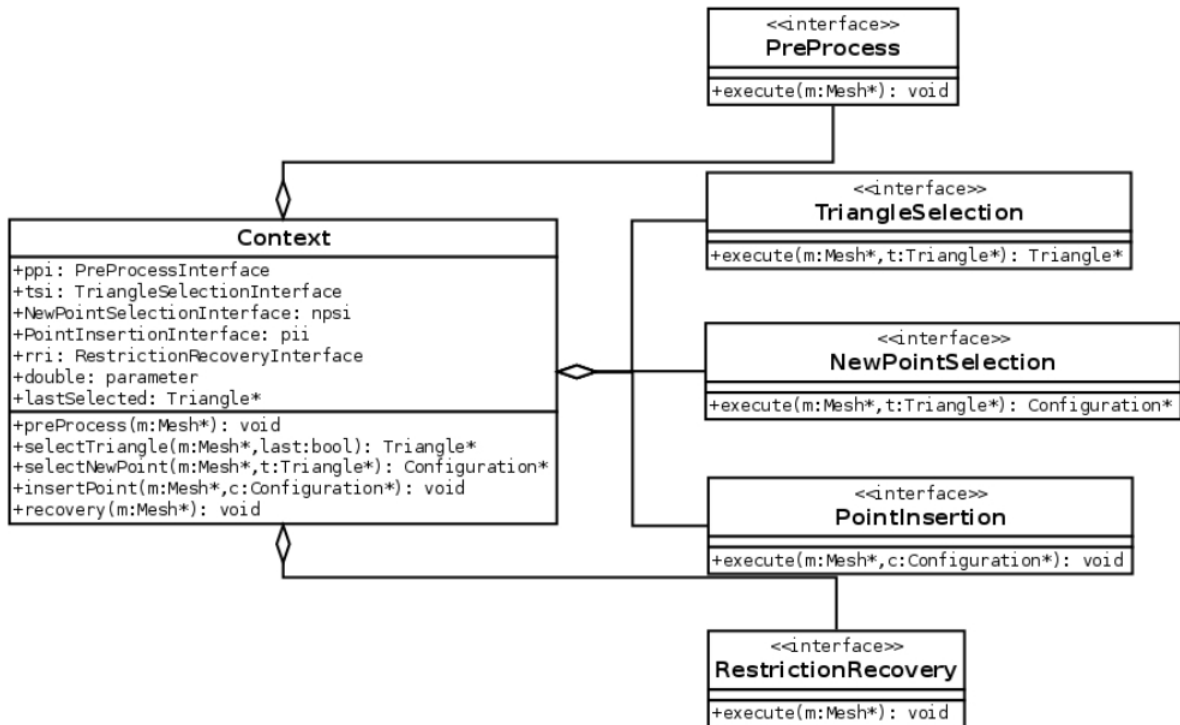 <<interface>>
PreProcess
+execute(m:Mesh*): void
<<interface>>
TriangleSelection
+execute(m:Mesh*,t:Triangle*): Triangle*
Context
+ppi: PreProcessInterface
+tsi: TriangleSelectionInterface
+NewPointSelectionInterface: npsi
+PointInsertionInterface: pii
+rri: RestrictionRecoveryInterface
+double: parameter
+lastSelected: Triangle*
+preProcess(m:Mesh*): void
+selectTriangle(m:Mesh*,last:bool): Triangle*
+selectNewPoint(m:Mesh*,t:Triangle*): Configuration*
+insertPoint(m:Mesh*,c:Configuration*): void
+recovery(m:Mesh*): void
<<interface>>
NewPointSelection
+execute(m:Mesh*,t:Triangle*): Configuration*
<<interface>>
PointInsertion
+execute(m:Mesh*,c:Configuration*): void
<<interface>>
RestrictionRecovery
+execute(m:Mesh*): void